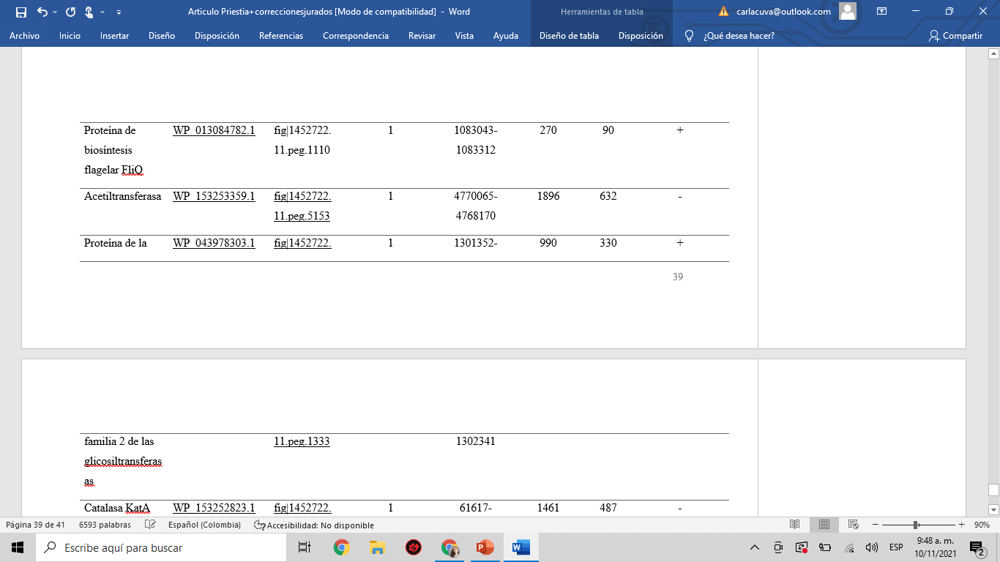 Articulo Priestia+correccionesjurados [Modo de compatibilidad] - Word
Herramientas de tabla
carlacuva@outlook.com
Archivo Inicio Insertar Diseño Disposición Referencias Correspondencia Revisar Vista Ayuda Diseño de tabla Disposición ¿Qué desea hacer? Compartir
Proteína de WP_013084782.1 fig|1452722. 1 1083043- 270 90 +
biosíntesis 11.peg.1110 1083312
flagelar FliQ
Acetiltransferasa WP_153253359.1 fig|1452722. 1 4770065- 1896 632 -
11.peg.5153 4768170
Proteína de la WP_043978303.1 fig|1452722. 1 1301352- 990 330 +
39
familia 2 de las 11.peg.1333 1302341
glicosiltransferas
as
Catalasa KatA WP_153252823.1 fig|1452722. 1 61617- 1461 487 -
Página 39 de 41 6593 palabras Español (Colombia) Accesibilidad: No disponible 90%
Escribe aquí para buscar
ESP
9:48 a. m.
10/11/2021
2